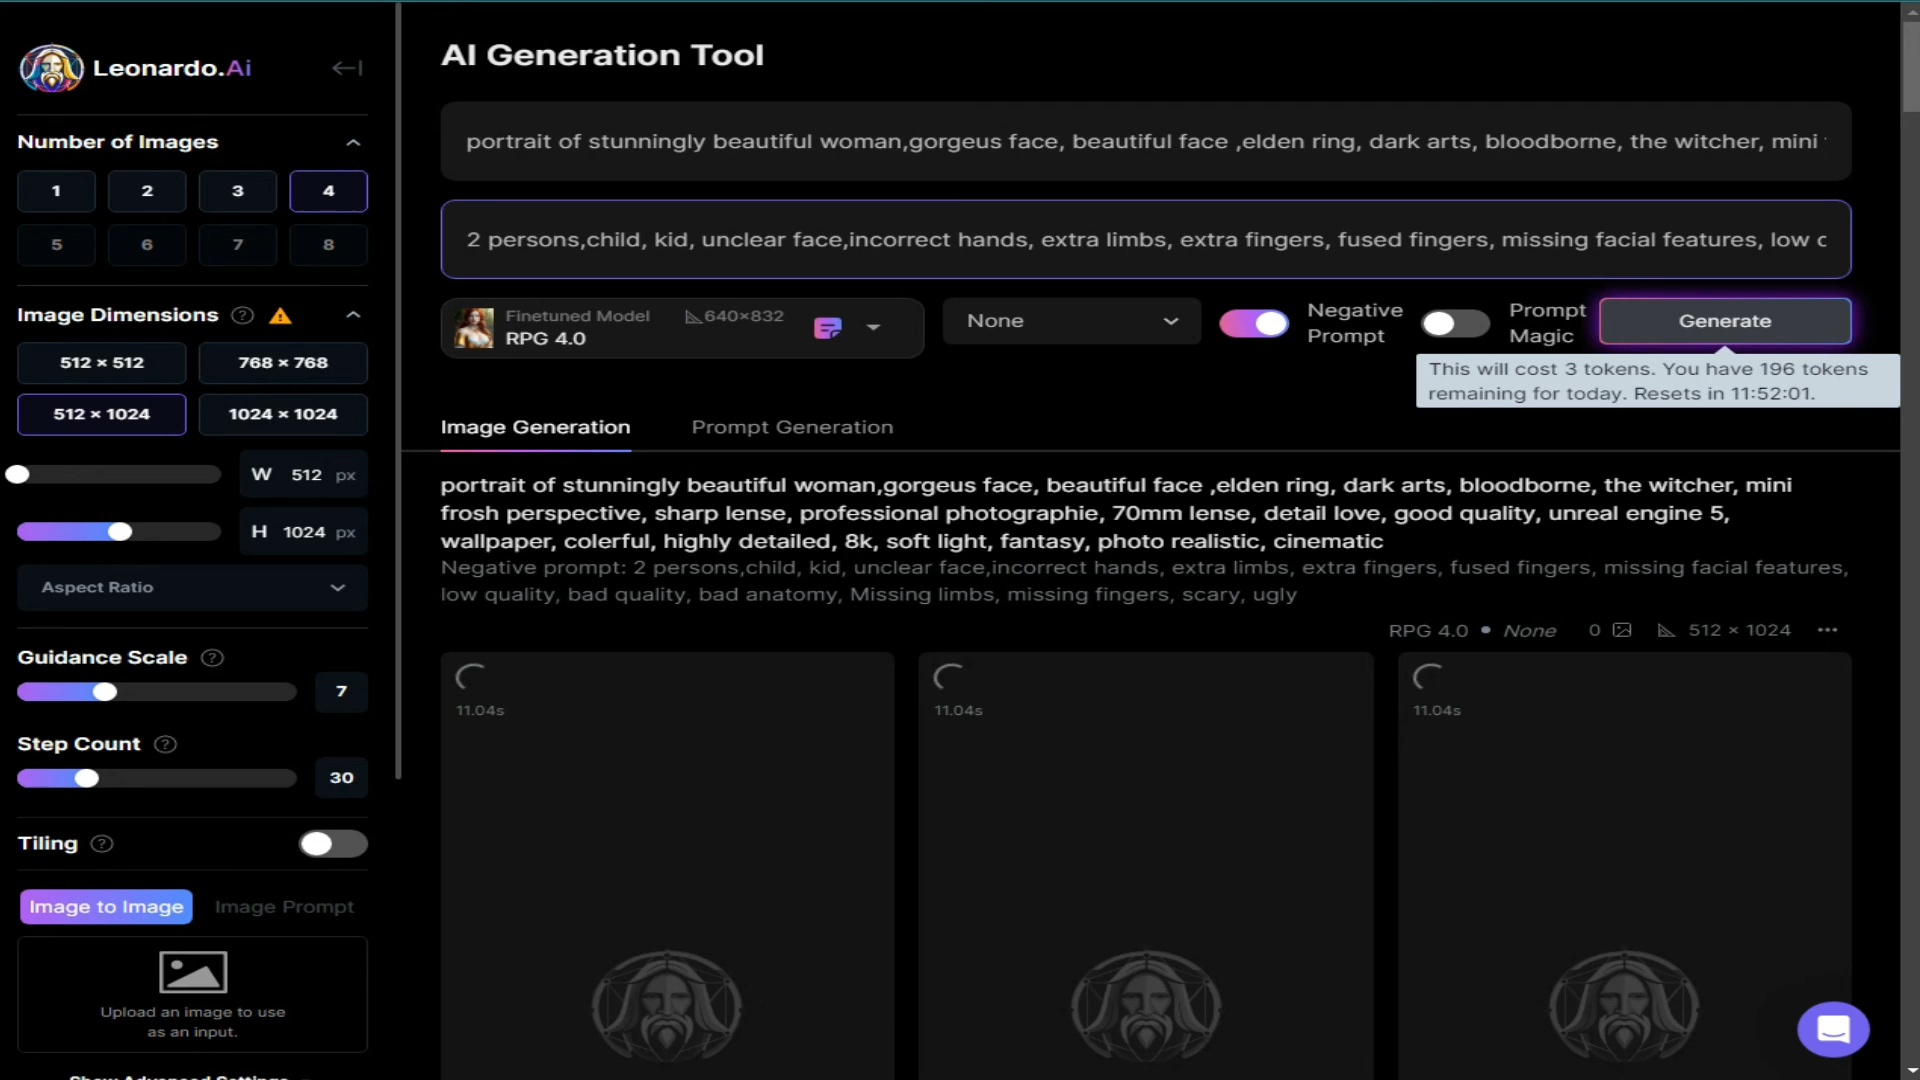 Leonardo.Ai
Number of Images
1 2 3 4
5 6 7 8
Image Dimensions
512 × 512 768 × 768
512 × 1024 1024 × 1024
W 512 px
H 1024 px
Aspect Ratio
Guidance Scale
7
Step Count
30
Tiling
Image to Image Image Prompt
Upload an image to use
as an input.
Show Advanced Settings
AI Generation Tool
portrait of stunningly beautiful woman,gorgeus face, beautiful face ,elden ring, dark arts, bloodborne, the witcher, mini
2 persons,child, kid, unclear face,incorrect hands, extra limbs, extra fingers, fused fingers, missing facial features, low
Finetuned Model 640×832
RPG 4.0
None
Negative
Prompt
Prompt
Magic
Generate
This will cost 3 tokens. You have 196 tokens
remaining for today. Resets in 11:52:01.
Image Generation Prompt Generation
portrait of stunningly beautiful woman,gorgeus face, beautiful face ,elden ring, dark arts, bloodborne, the witcher, mini
frosh perspective, sharp lense, professional photographie, 70mm lense, detail love, good quality, unreal engine 5,
wallpaper, colerful, highly detailed, 8k, soft light, fantasy, photo realistic, cinematic
Negative prompt: 2 persons,child, kid, unclear face,incorrect hands, extra limbs, extra fingers, fused fingers, missing facial features,
low quality, bad quality, bad anatomy, Missing limbs, missing fingers, scary, ugly
RPG 4.0 • None 0 512 × 1024 •••
11.04s 11.04s 11.04s